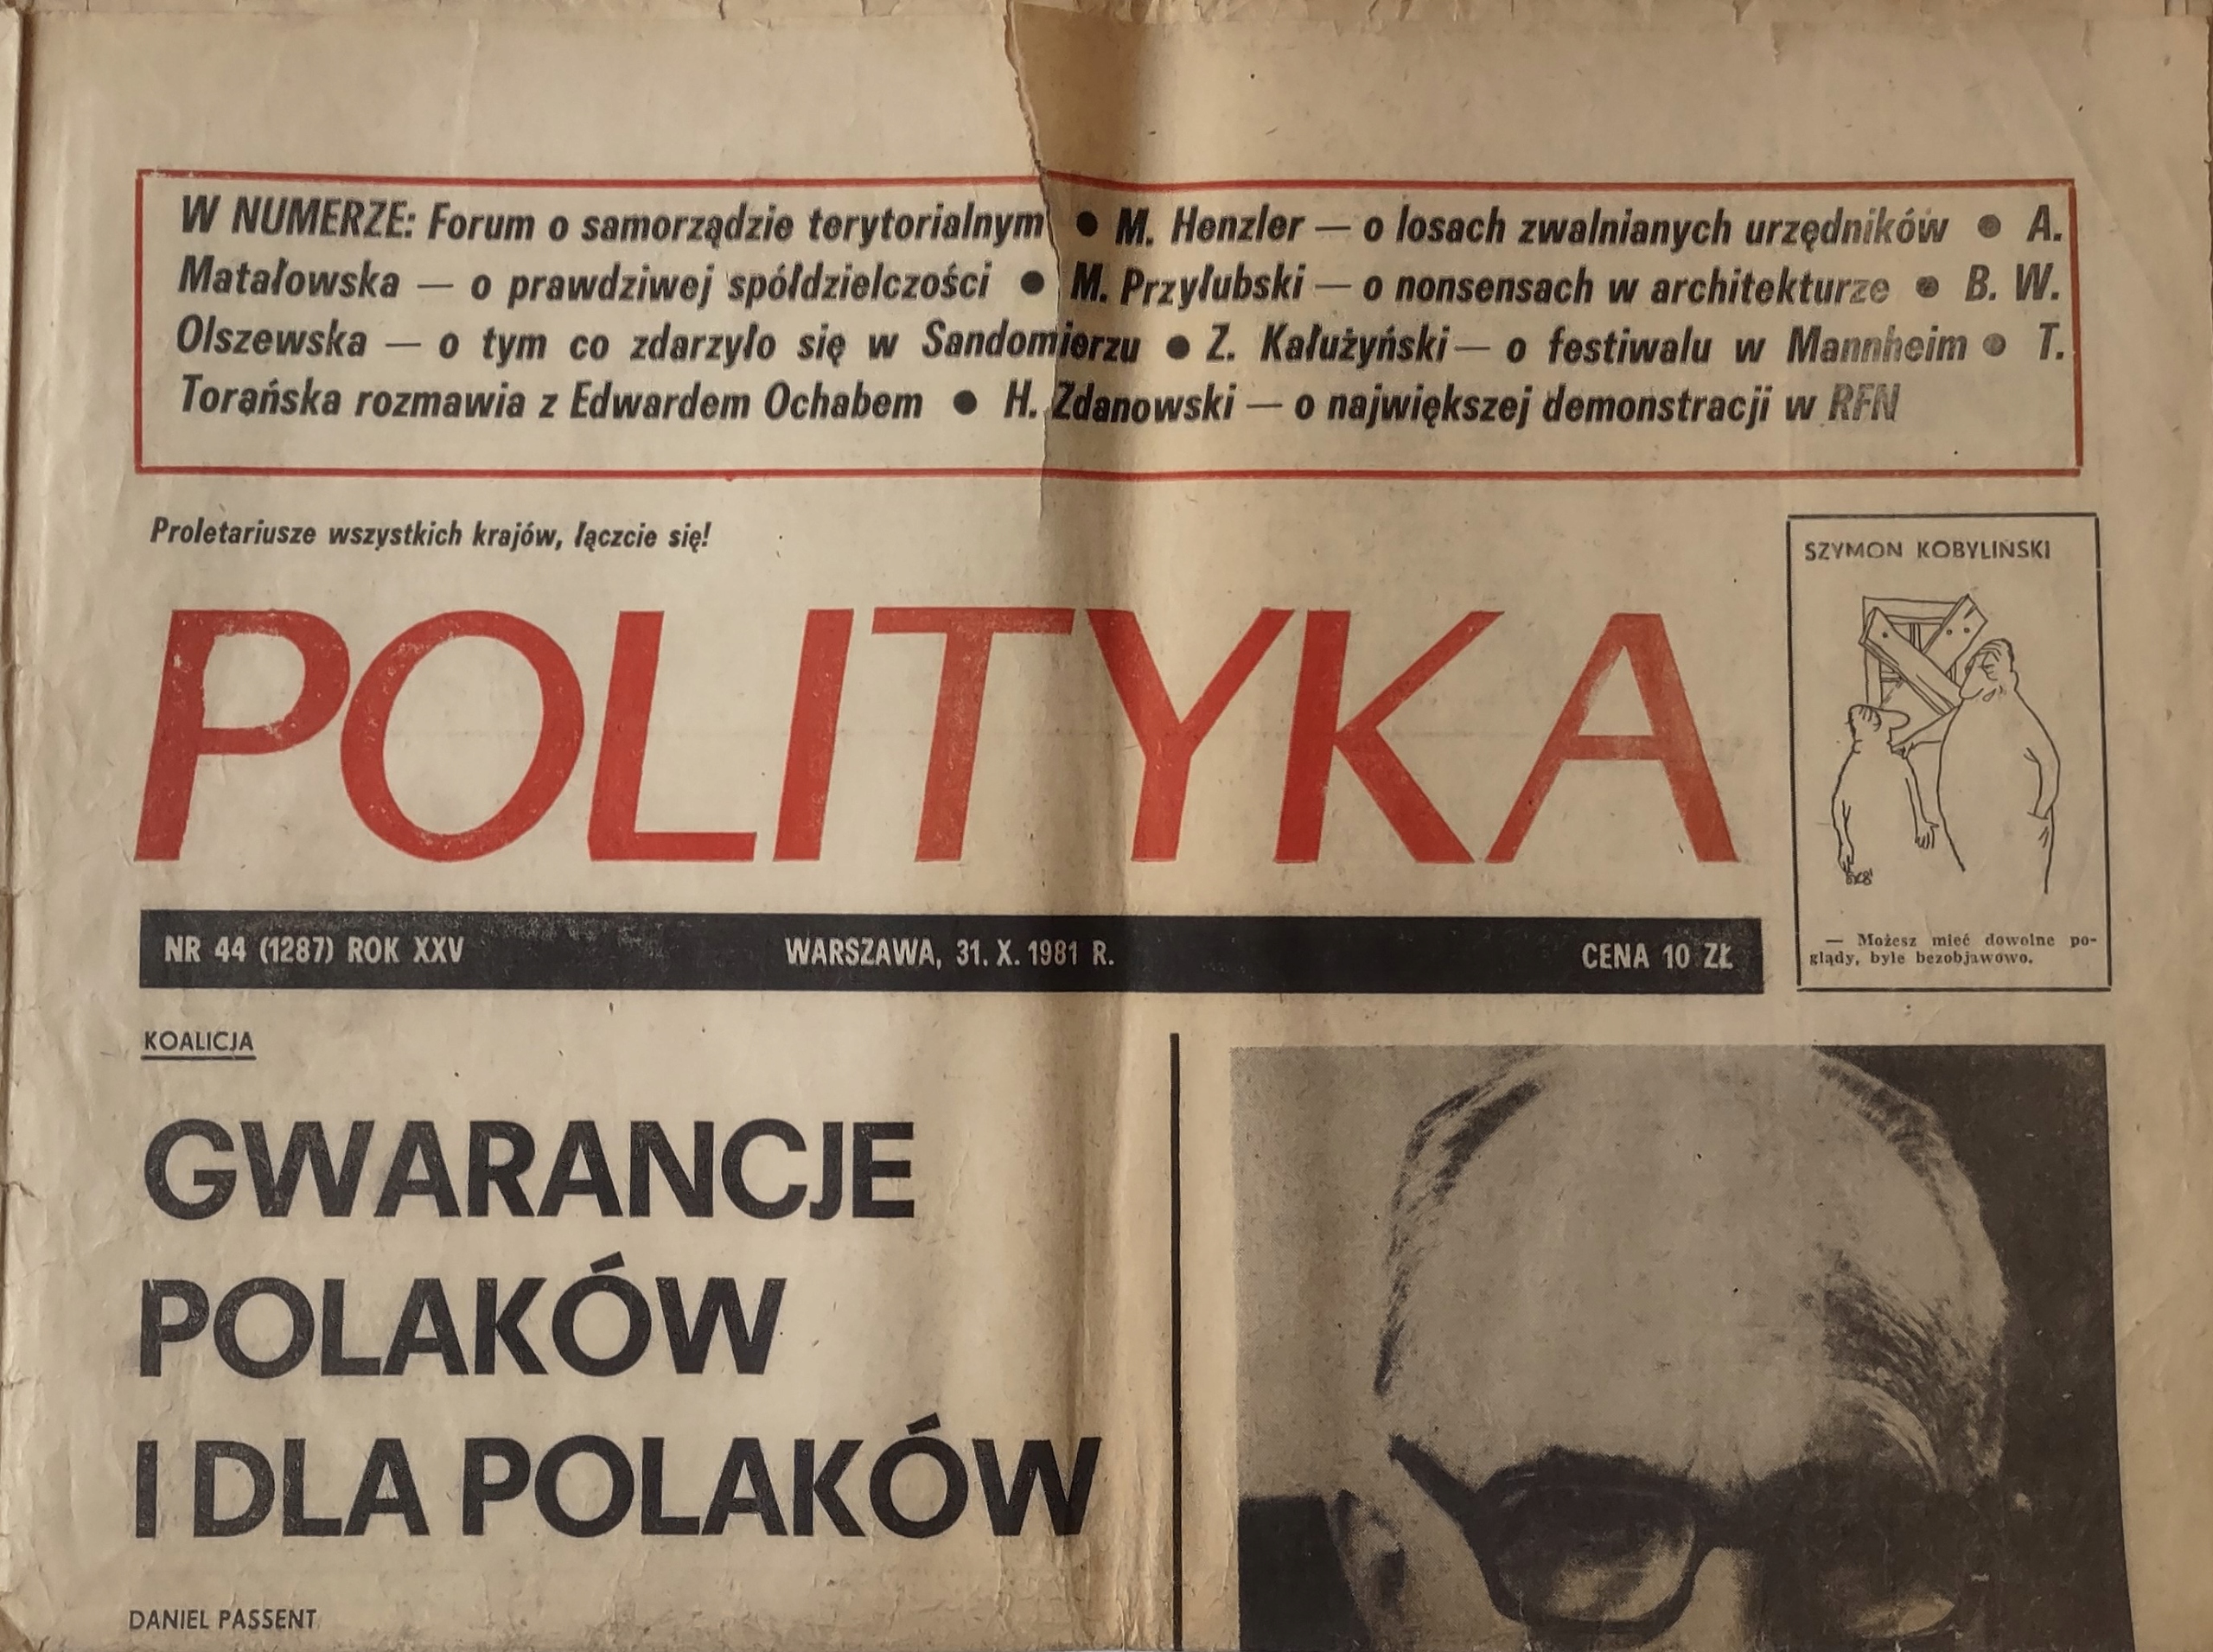 W NUMERZE: Forum o samorządzie terytorialnym ● M. Henzler — o losach zwalnianych urzędników ● A.
Matałowska — o prawdziwej spółdzielczości ● M. Przyłubski — o nonsensach w architekturze ● B. W.
Olszewska — o tym co zdarzyło się w Sandomierzu ● Z. Kałużyński — o festiwalu w Mannheim ● T.
Torańska rozmawia z Edwardem Ochabem ● H. Zdanowski — o największej demonstracji w RFN
Proletariusze wszystkich krajów, łączcie się!
POLITYKA
SZYMON KOBYLIŃSKI
— Możesz mieć dowolne po-
glądy, byle bezobjawowo.
NR 44 (1287) ROK XXV WARSZAWA, 31. X. 1981 R. CENA 10 ZŁ
KOALICJA
GWARANCJE
POLAKÓW
I DLA POLAKÓW
DANIEL PASSENT